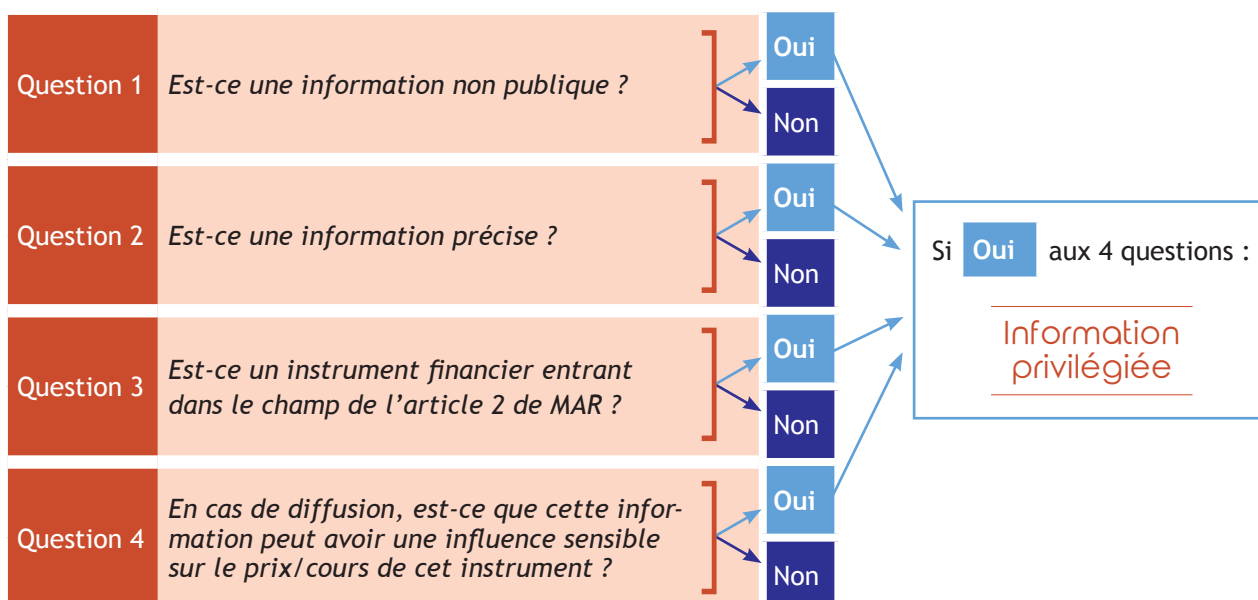 Question 1
Est-ce une information non publique ?
Oui
Non
Question 2
Est-ce une information précise ?
Oui
Non
Question 3
Est-ce un instrument financier entrant
dans le champ de l'article 2 de MAR ?
Oui
Non
Question 4
En cas de diffusion, est-ce que cette infor-
mation peut avoir une influence sensible
sur le prix/cours de cet instrument ?
Oui
Non
Si Oui aux 4 questions :
Information
privilégiée